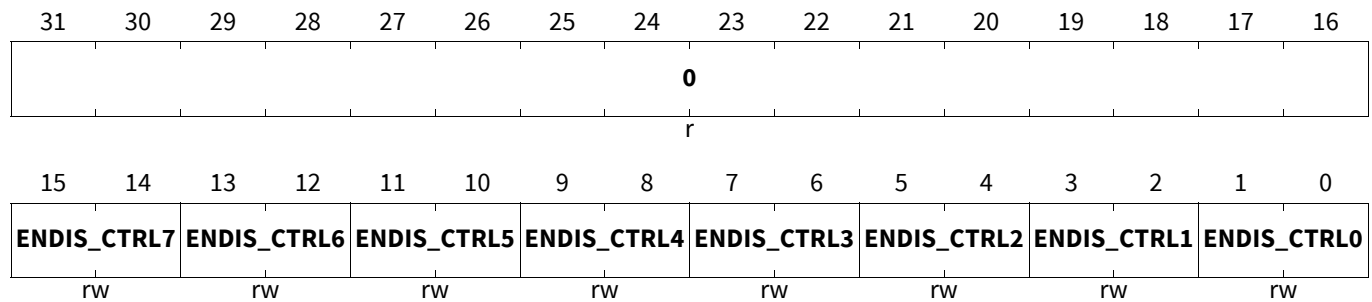 31 30 29 28 27 26 25 24 23 22 21 20 19 18 17 16
0
r
15 14 13 12 11 10 9 8 7 6 5 4 3 2 1 0
ENDIS_CTRL7 ENDIS_CTRL6 ENDIS_CTRL5 ENDIS_CTRL4 ENDIS_CTRL3 ENDIS_CTRL2 ENDIS_CTRL1 ENDIS_CTRL0
rw rw rw rw rw rw rw rw